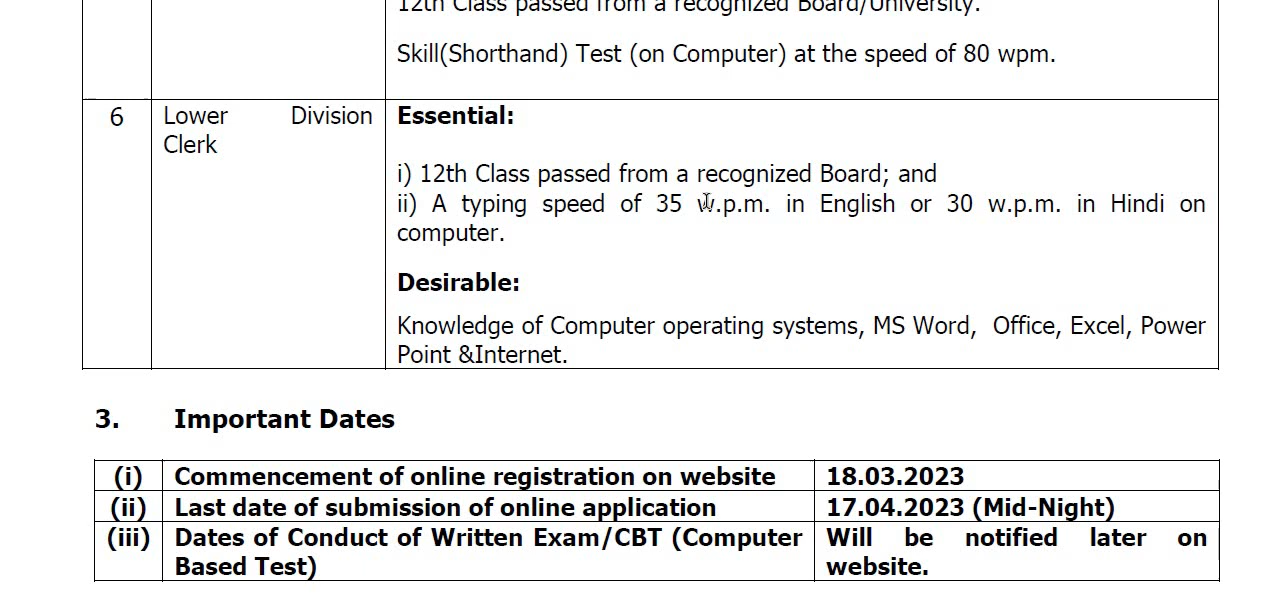 12th Class passed from a recognized Board/University.
Skill(Shorthand) Test (on Computer) at the speed of 80 wpm.
6 Lower Division Essential:
Clerk
i) 12th Class passed from a recognized Board; and
ii) A typing speed of 35 w.p.m. in English or 30 w.p.m. in Hindi on
computer.
Desirable:
Knowledge of Computer operating systems, MS Word, Office, Excel, Power
Point &Internet.
3. Important Dates
(i) Commencement of online registration on website 18.03.2023
(ii) Last date of submission of online application 17.04.2023 (Mid-Night)
(iii) Dates of Conduct of Written Exam/CBT (Computer Will be notified later on
Based Test) website.